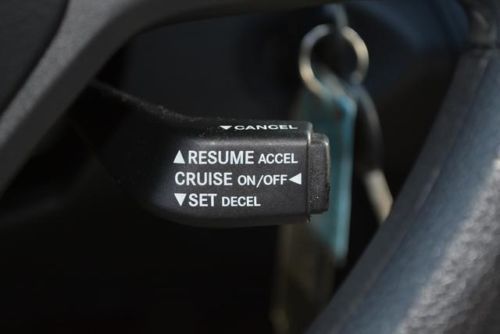 ▼CANCEL
▲RESUME ACCEL
CRUISE ON/OFF◄
▼SET DECEL